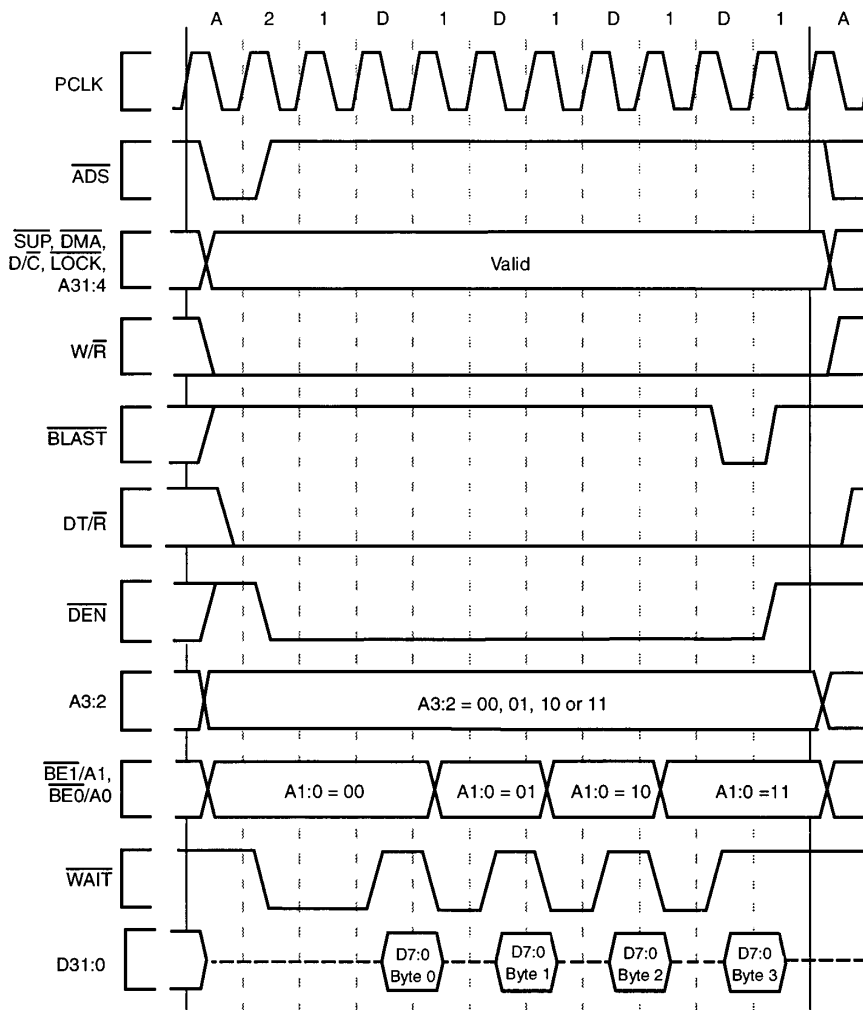 A 2 1 D 1 D 1 D 1 D 1 A
PCLK
ADS
SUP, DMA,
D/C, LOCK,
A31:4
Valid
W/R
BLAST
DT/R
DEN
A3:2
A3:2 = 00, 01, 10 or 11
BE1/A1,
BE0/A0
A1:0 = 00
A1:0 = 01
A1:0 = 10
A1:0 =11
WAIT
D31:0
D7:0
Byte 0
D7:0
Byte 1
D7:0
Byte 2
D7:0
Byte 3